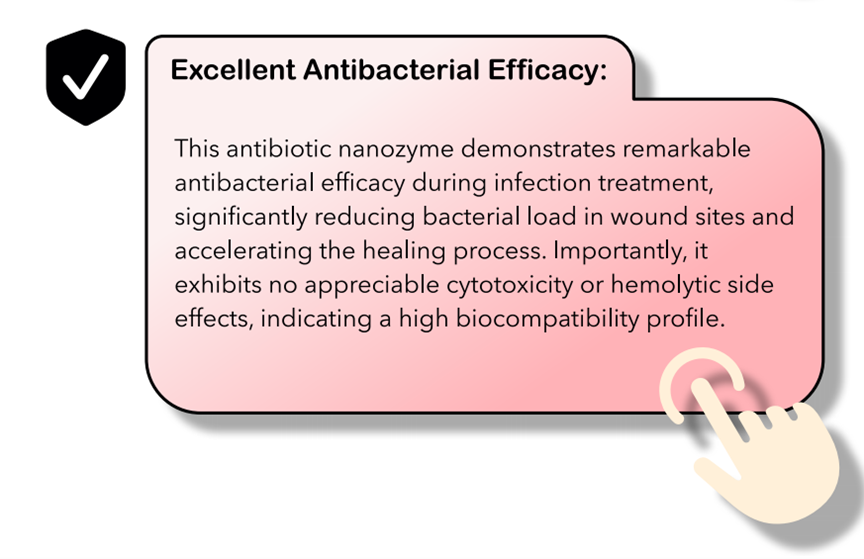 Excellent Antibacterial Efficacy:
This antibiotic nanozyme demonstrates remarkable
antibacterial efficacy during infection treatment,
significantly reducing bacterial load in wound sites and
accelerating the healing process. Importantly, it
exhibits no appreciable cytotoxicity or hemolytic side
effects, indicating a high biocompatibility profile.